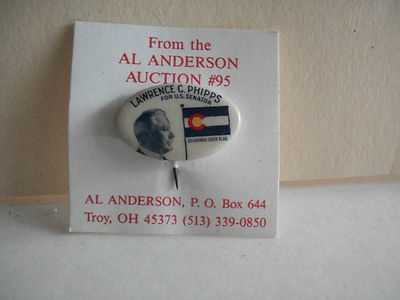 From the
AL ANDERSON
AUCTION #95
LAWRENCE C. PHIPPS
FOR U.S. SENATOR
COLORADO STATE FLAG
AL ANDERSON, P. O. Box 644
Troy, OH 45373 (513) 339-0850